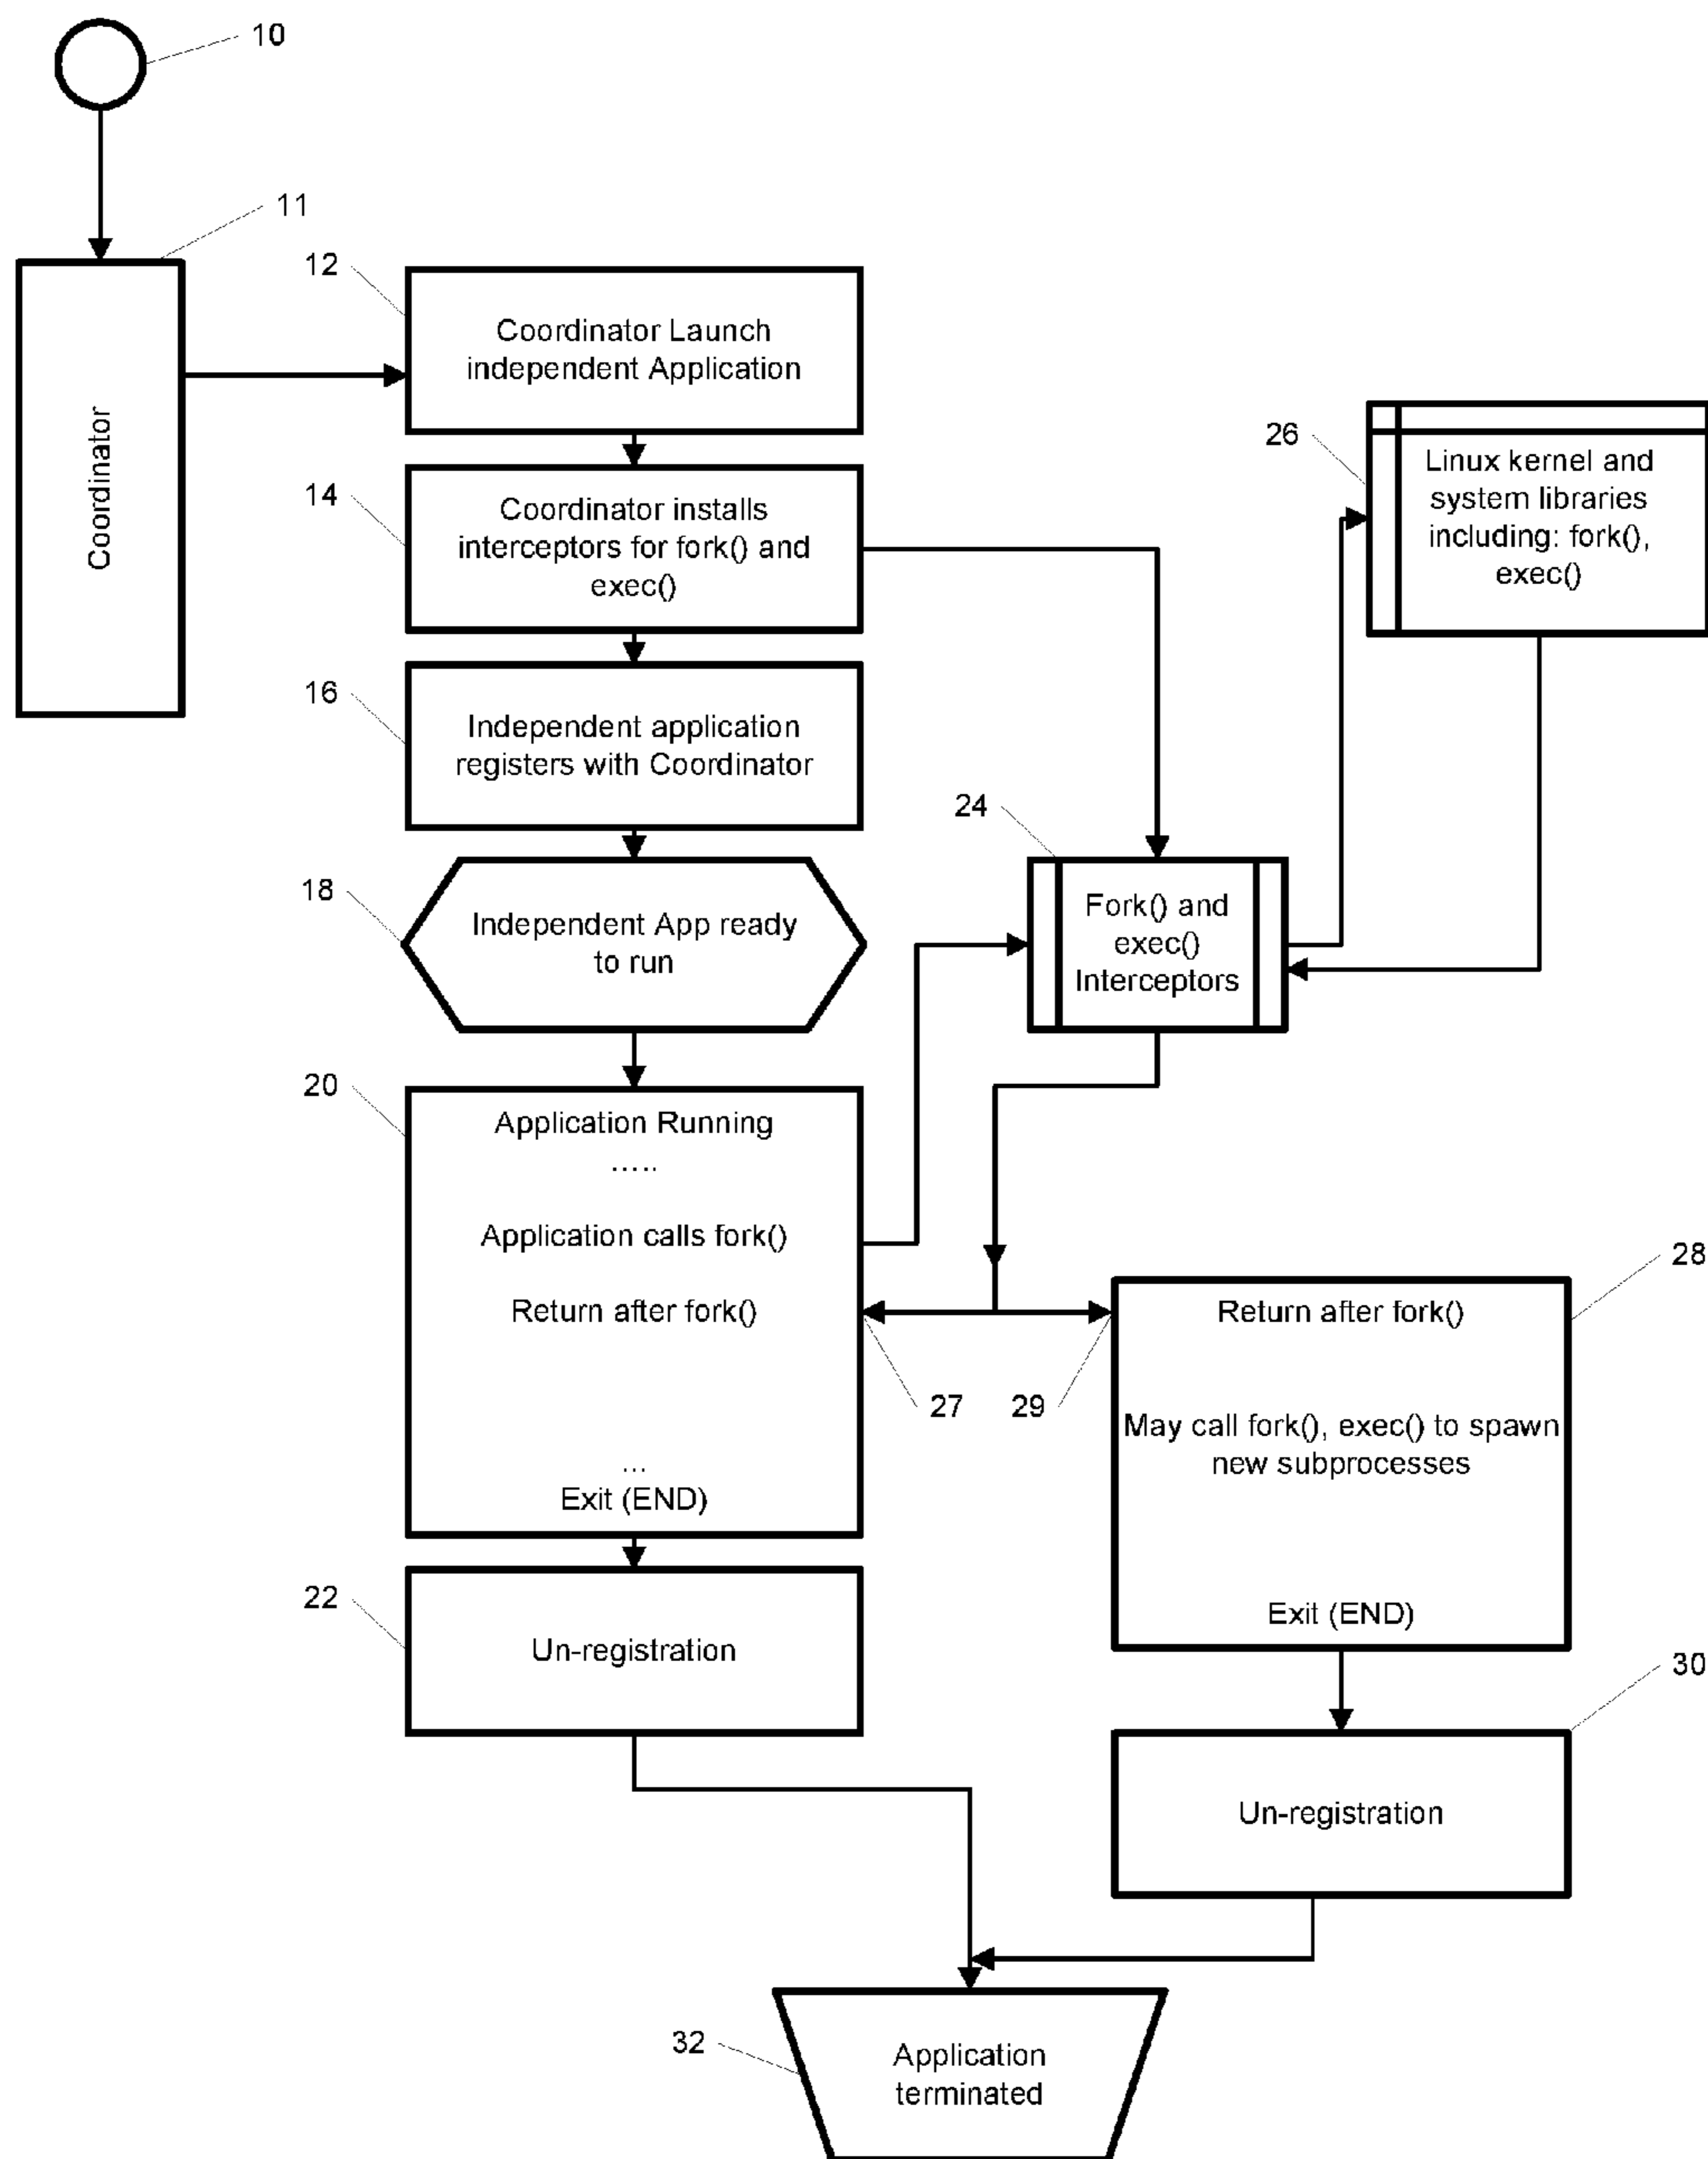 10
11
Coordinator
12
Coordinator Launch
independent Application
14
Coordinator installs
interceptors for fork() and
exec()
26
Linux kernel and
system libraries
including: fork(),
exec()
16
Independent application
registers with Coordinator
24
Fork() and
exec()
Interceptors
18
Independent App ready
to run
20
Application Running
.....
Application calls fork()
Return after fork()
...
Exit (END)
27
29
28
Return after fork()
May call fork(), exec() to spawn
new subprocesses
Exit (END)
22
Un-registration
30
Un-registration
32
Application
terminated